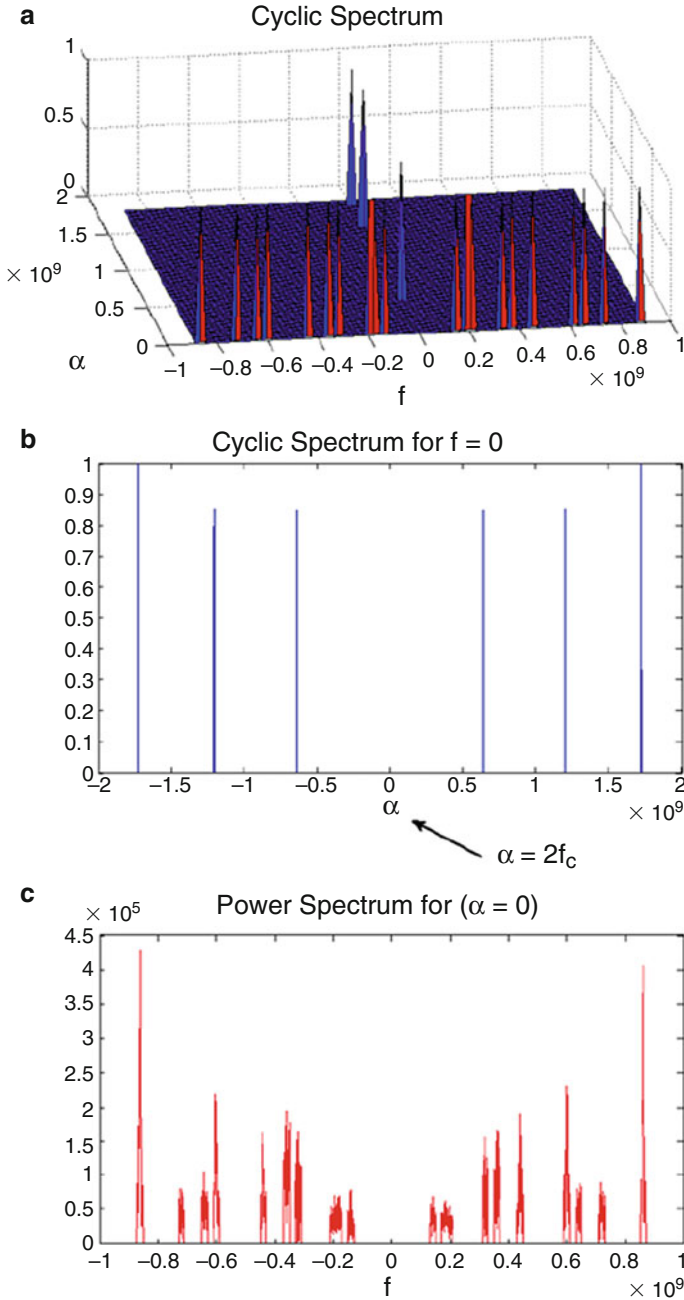 a Cyclic Spectrum
1
0.5
0
2
1.5
× 10⁹ 1
0.5
α 0
−1 −0.8 −0.6 −0.4 −0.2 0 0.2 0.4 0.6 0.8 1
f × 10⁹
b Cyclic Spectrum for f = 0
1
0.9
0.8
0.7
0.6
0.5
0.4
0.3
0.2
0.1
0
−2 −1.5 −1 −0.5 0 0.5 1 1.5 2
α × 10⁹
α = 2f_c
c Power Spectrum for (α = 0)
× 10⁵
4.5
4
3.5
3
2.5
2
1.5
1
0.5
0
−1 −0.8 −0.6 −0.4 −0.2 0 0.2 0.4 0.6 0.8 1
f × 10⁹